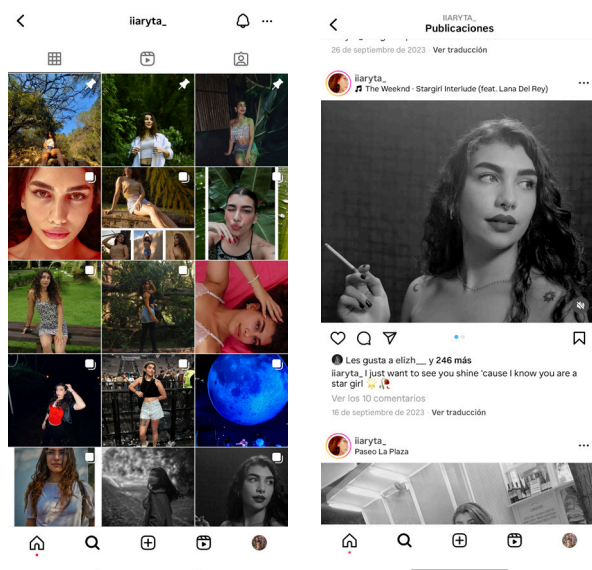 iiaryta_
IIARYTA_
Publicaciones
26 de septiembre de 2023 · Ver traducción
iiaryta_
The Weeknd · Stargirl Interlude (feat. Lana Del Rey)
Les gusta a elizh__ y 246 más
iiaryta_ I just want to see you shine 'cause I know you are a
star girl
Ver los 10 comentarios
16 de septiembre de 2023 · Ver traducción
iiaryta_
Paseo La Plaza